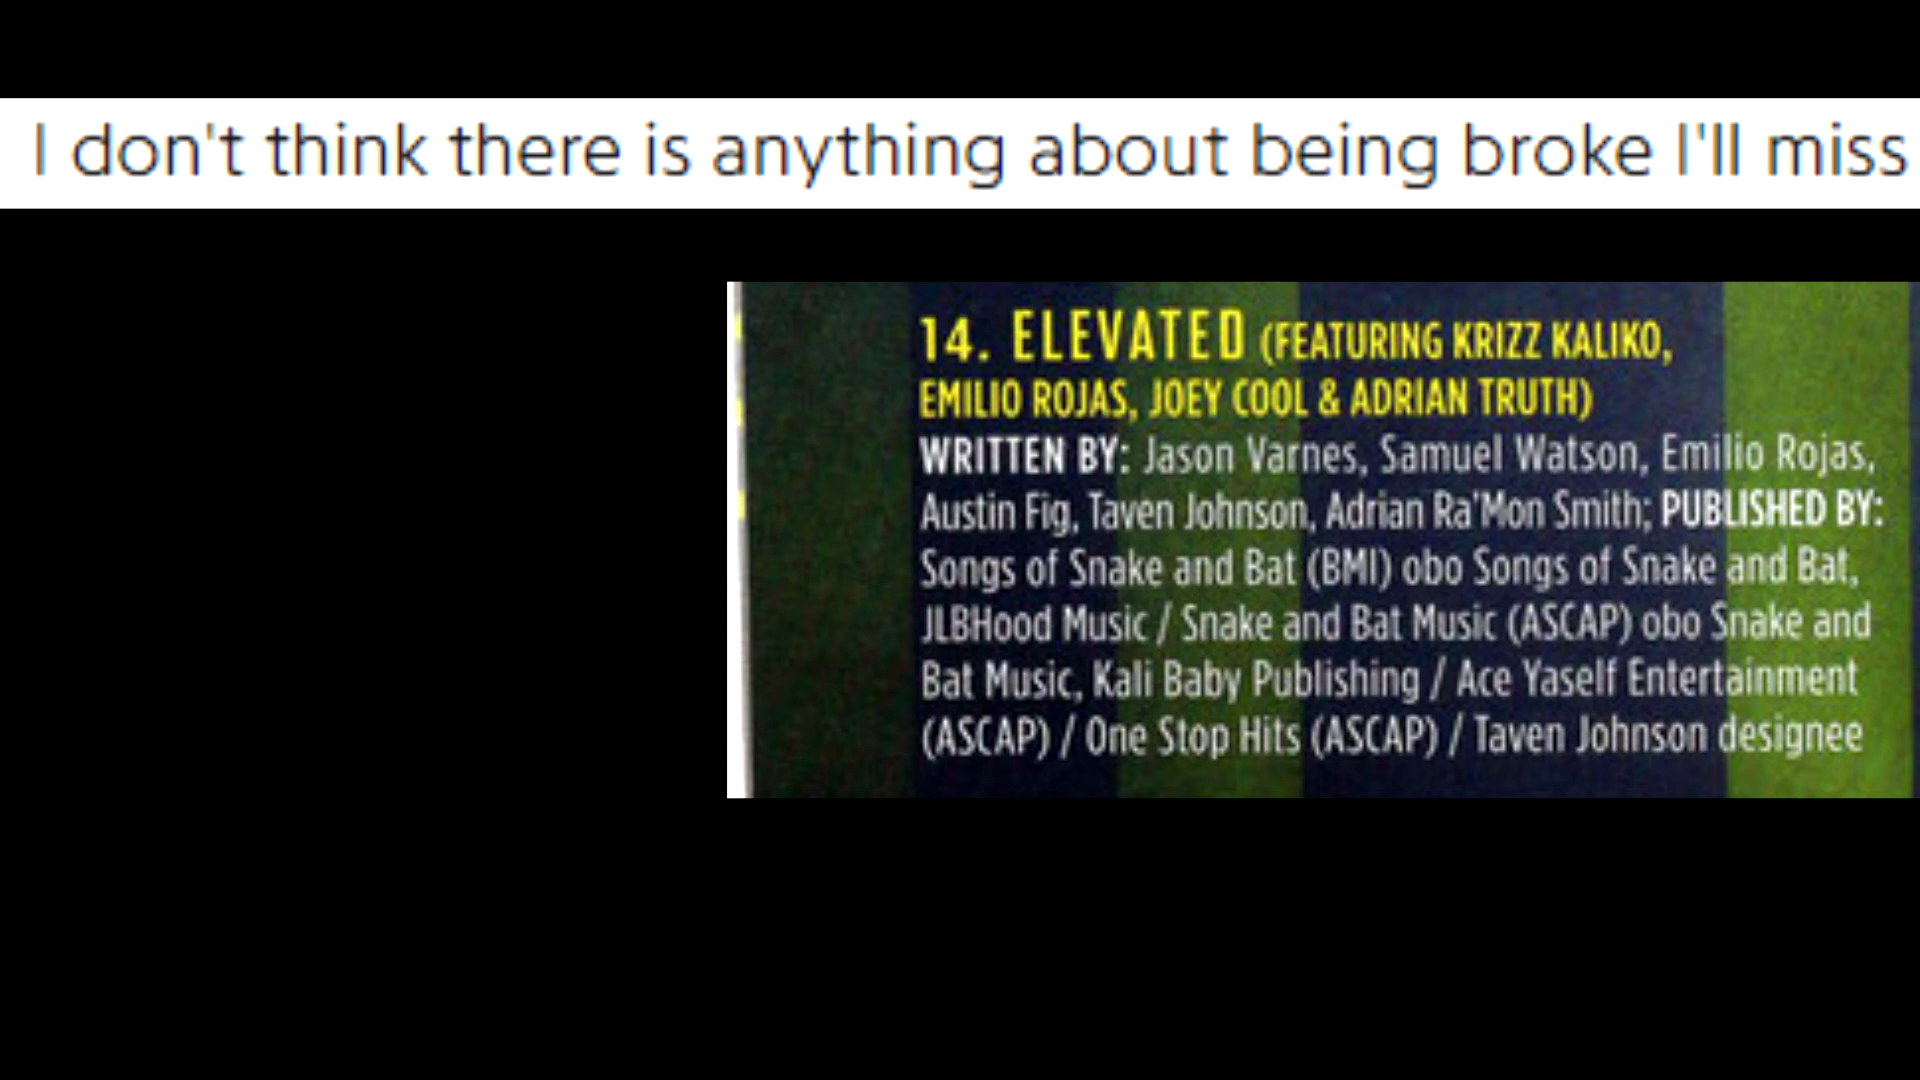 I don't think there is anything about being broke I'll miss
14. ELEVATED (FEATURING KRIZZ KALIKO,
EMILIO ROJAS, JOEY COOL & ADRIAN TRUTH)
WRITTEN BY: Jason Varnes, Samuel Watson, Emilio Rojas,
Austin Fig, Taven Johnson, Adrian Ra'Mon Smith; PUBLISHED BY:
Songs of Snake and Bat (BMI) obo Songs of Snake and Bat,
JLBHood Music / Snake and Bat Music (ASCAP) obo Snake and
Bat Music, Kali Baby Publishing / Ace Yaself Entertainment
(ASCAP) / One Stop Hits (ASCAP) / Taven Johnson designee